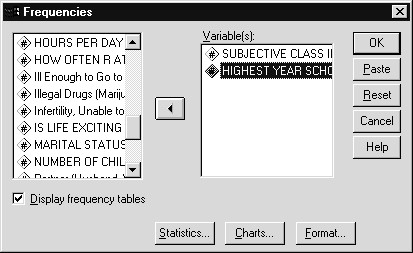 Frequencies
HOURS PER DAY
HOW OFTEN R AT
Ill Enough to Go to
Illegal Drugs (Mariju
Infertility, Unable to
IS LIFE EXCITING
MARITAL STATUS
NUMBER OF CHIL
Variable(s):
SUBJECTIVE CLASS II
HIGHEST YEAR SCHO
OK
Paste
Reset
Cancel
Help
Display frequency tables
Statistics...
Charts...
Format...